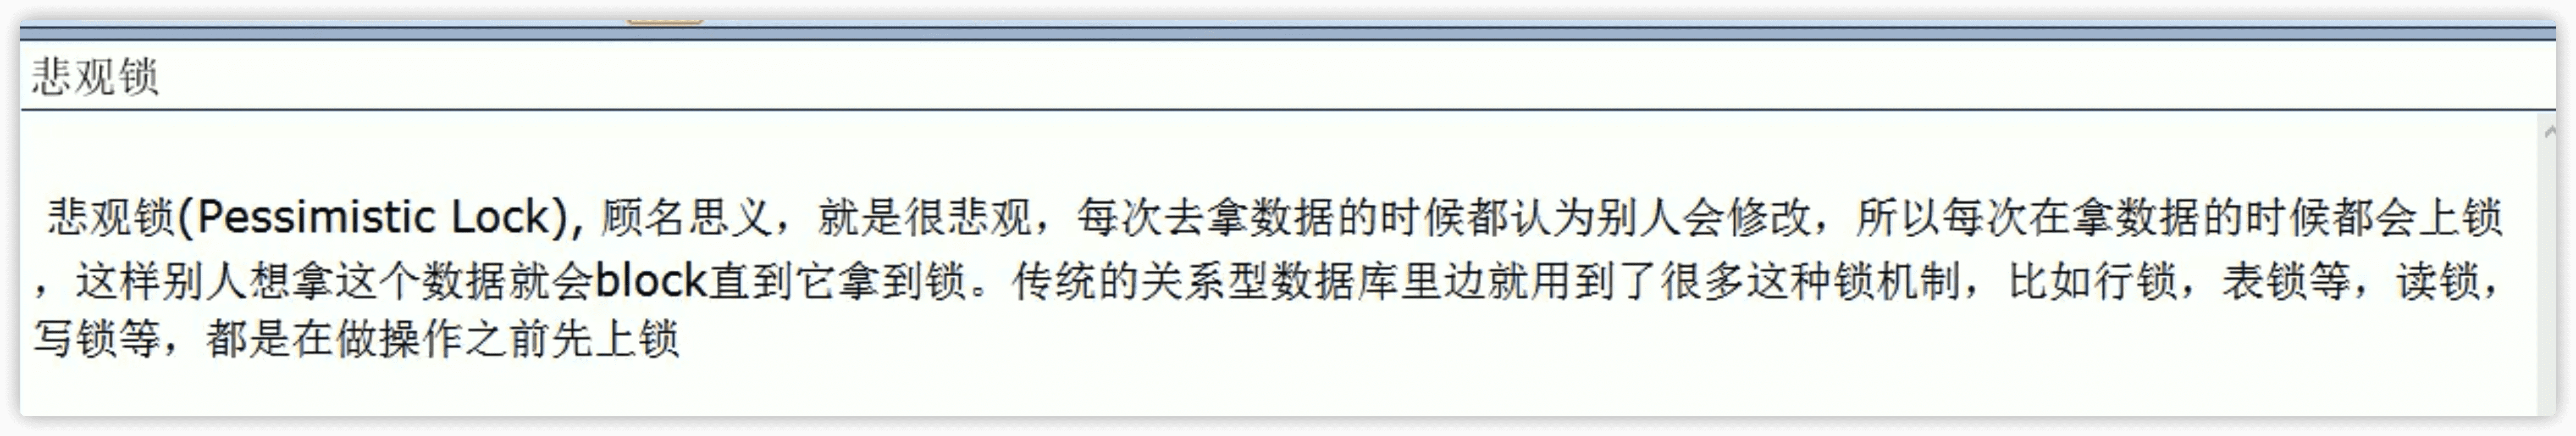 悲观锁
悲观锁(Pessimistic Lock), 顾名思义，就是很悲观，每次去拿数据的时候都认为别人会修改，所以每次在拿数据的时候都会上锁
，这样别人想拿这个数据就会block直到它拿到锁。传统的关系型数据库里边就用到了很多这种锁机制，比如行锁，表锁等，读锁，
写锁等，都是在做操作之前先上锁